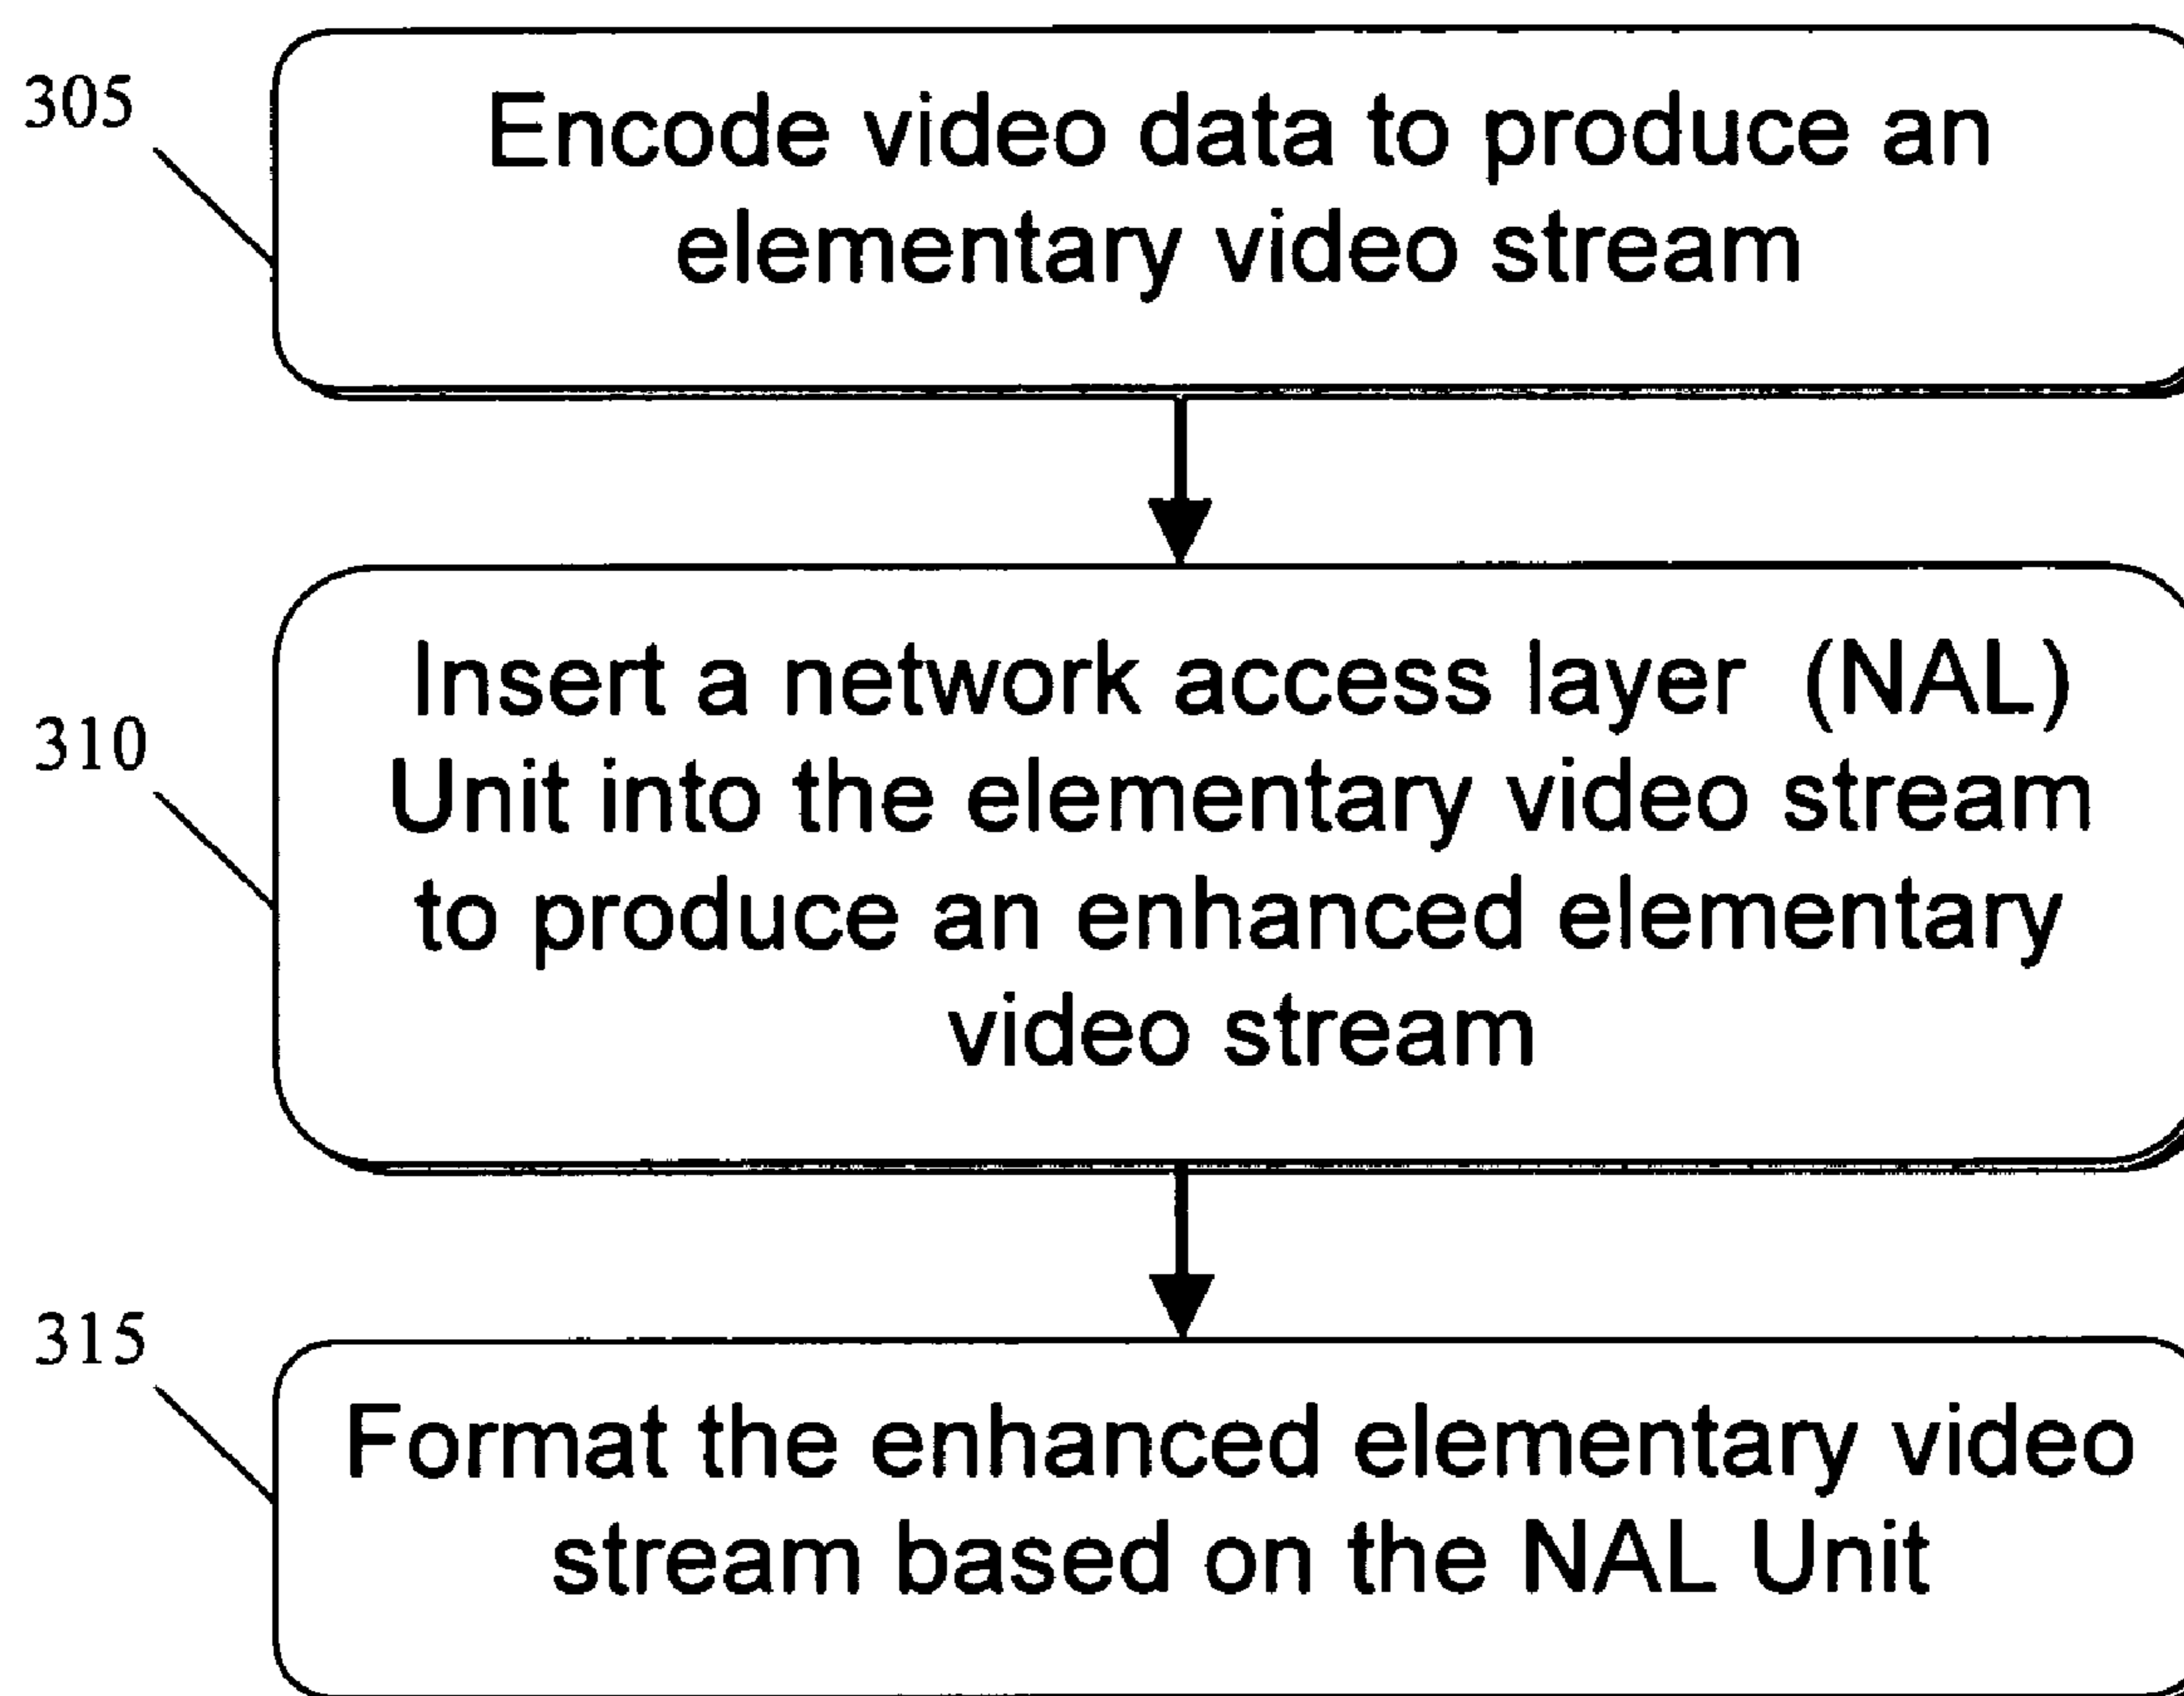 305
Encode video data to produce an
elementary video stream
310
Insert a network access layer (NAL)
Unit into the elementary video stream
to produce an enhanced elementary
video stream
315
Format the enhanced elementary video
stream based on the NAL Unit